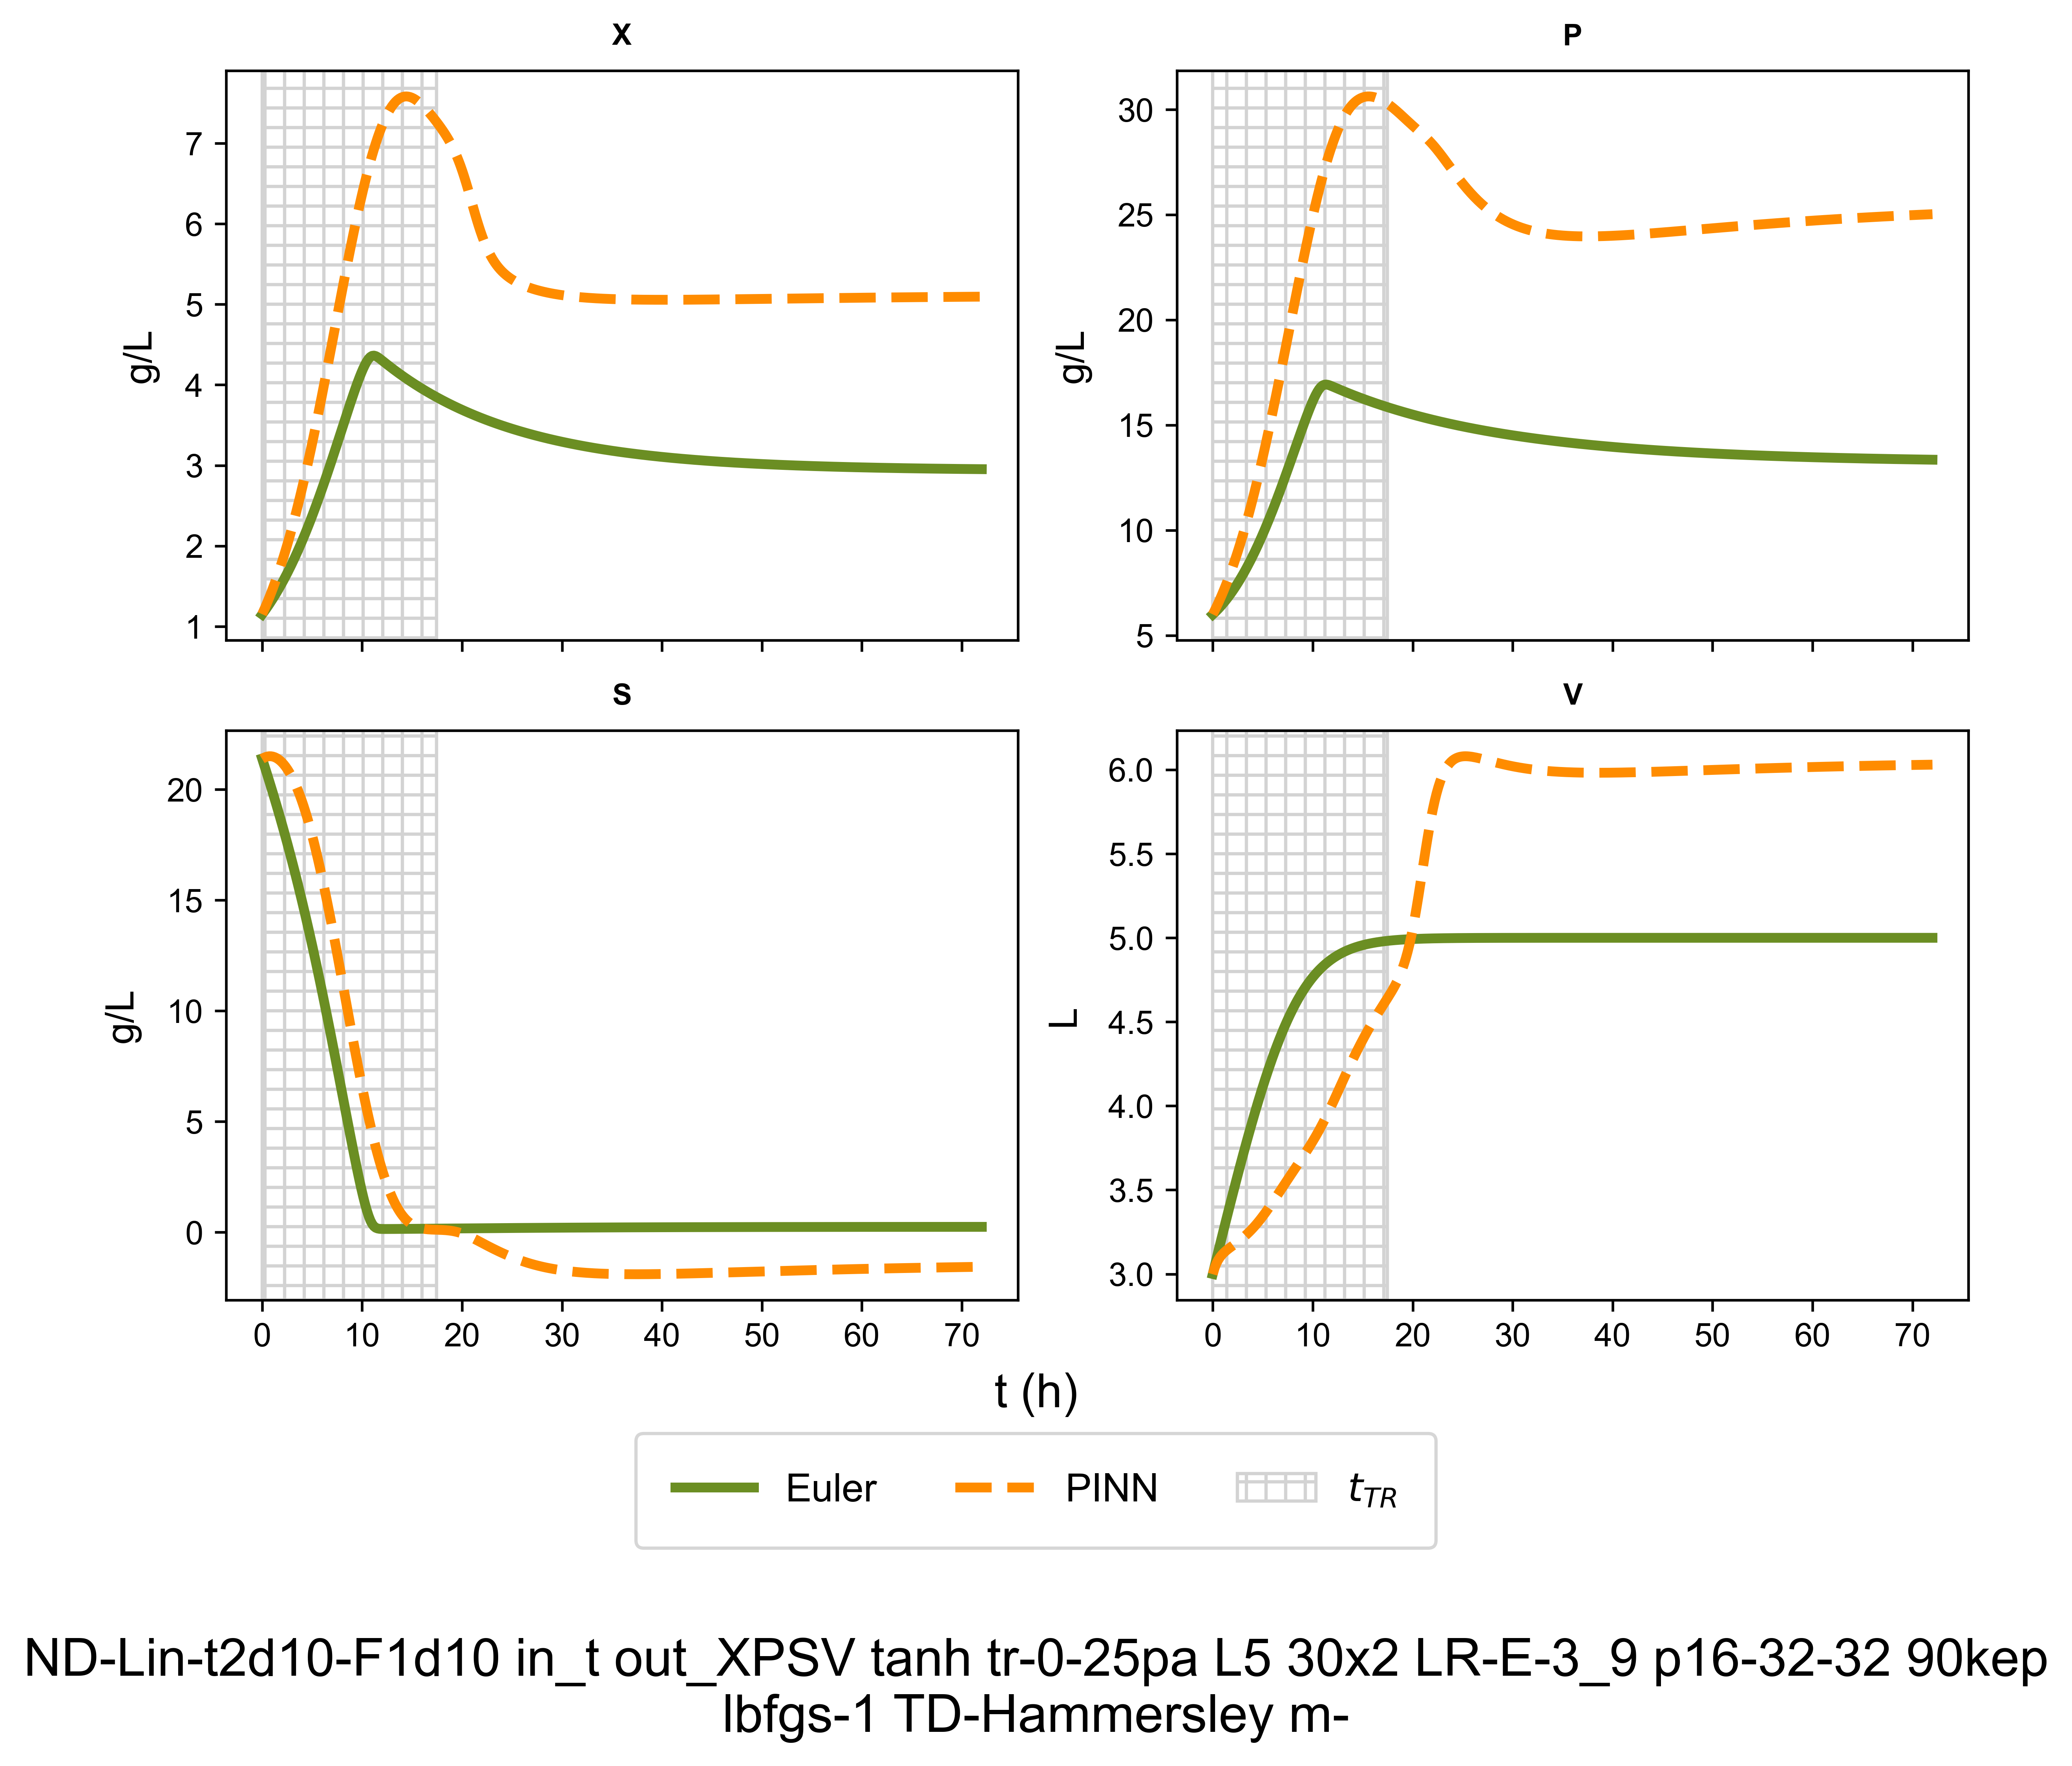 X
P
7
6
5
4
3
2
1
g/L
30
25
20
15
10
5
g/L
S
V
20
15
10
5
0
g/L
6.0
5.5
5.0
4.5
4.0
3.5
3.0
L
0 10 20 30 40 50 60 70
0 10 20 30 40 50 60 70
t (h)
Euler PINN t_TR
ND-Lin-t2d10-F1d10 in_t out_XPSV tanh tr-0-25pa L5 30x2 LR-E-3_9 p16-32-32 90kep
lbfgs-1 TD-Hammersley m-